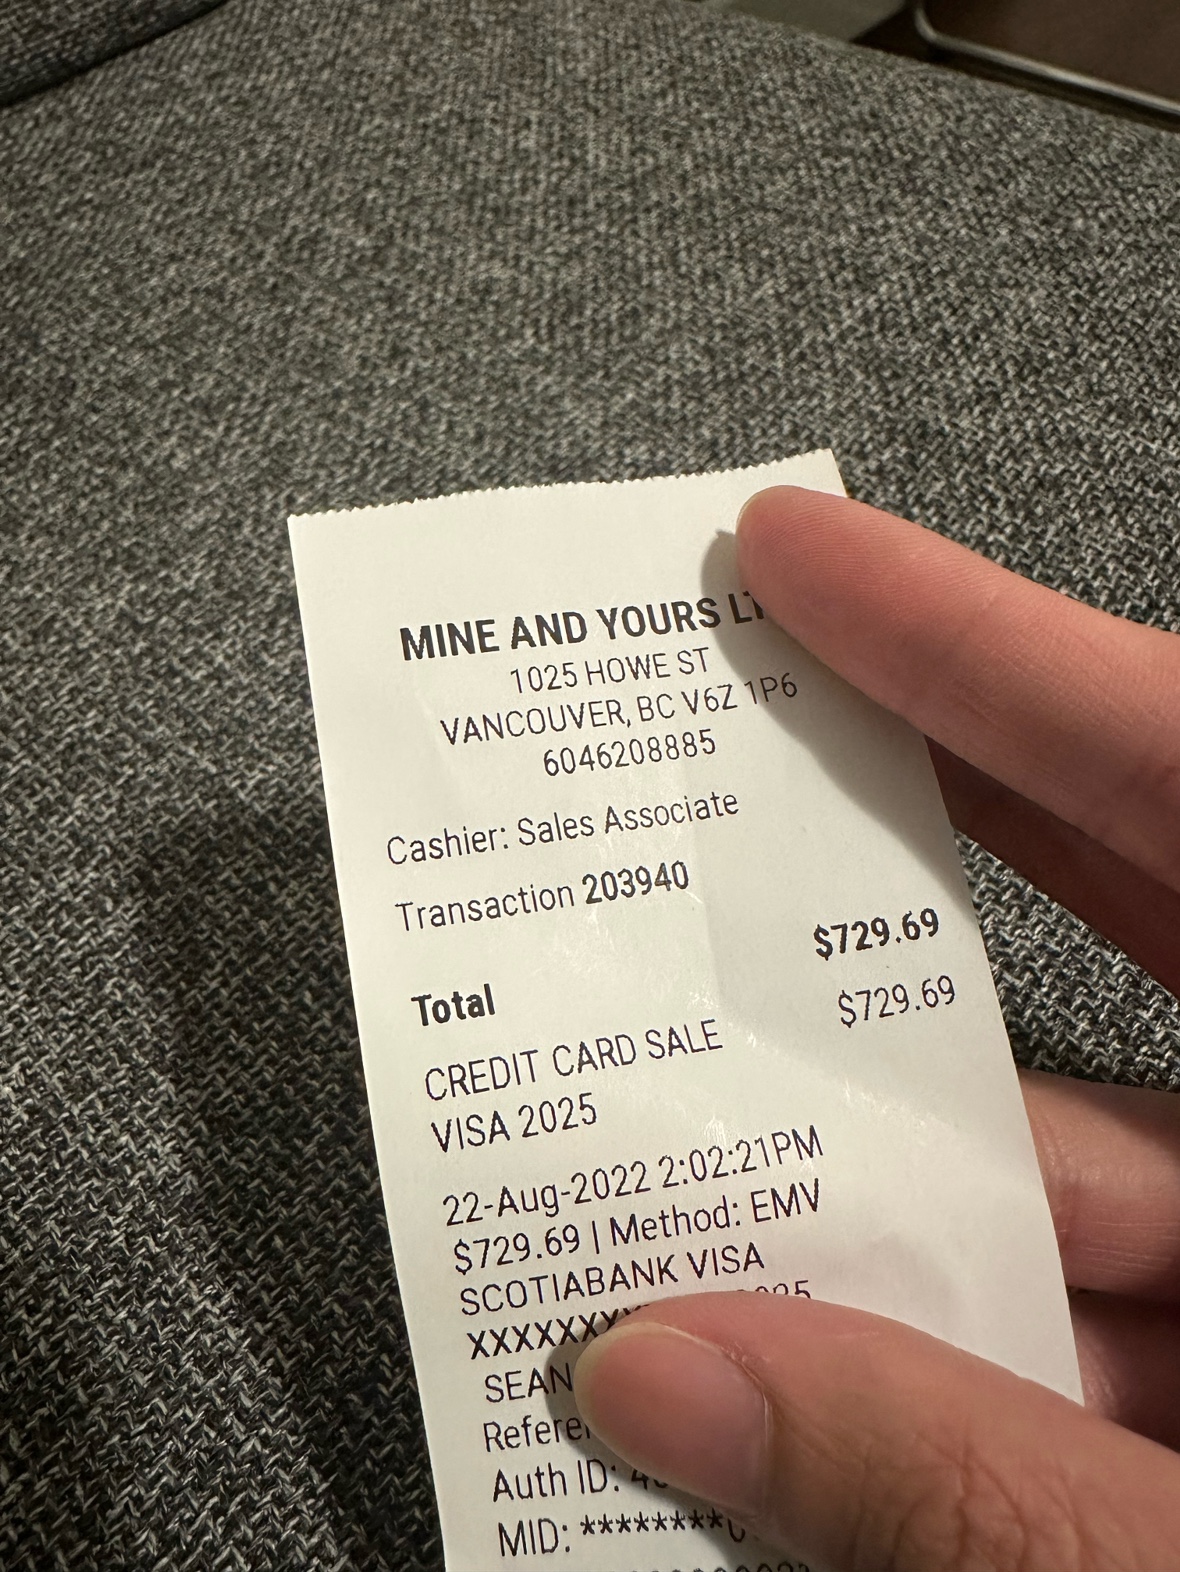 MINE AND YOURS
1025 HOWE ST
VANCOUVER, BC V6Z 1P6
6046208885
Cashier: Sales Associate
Transaction 203940
Total $729.69
CREDIT CARD SALE $729.69
VISA 2025
22-Aug-2022 2:02:21PM
$729.69 | Method: EMV
SCOTIABANK VISA
XXXXXXX
SEAN
Auth ID:
MID: ********